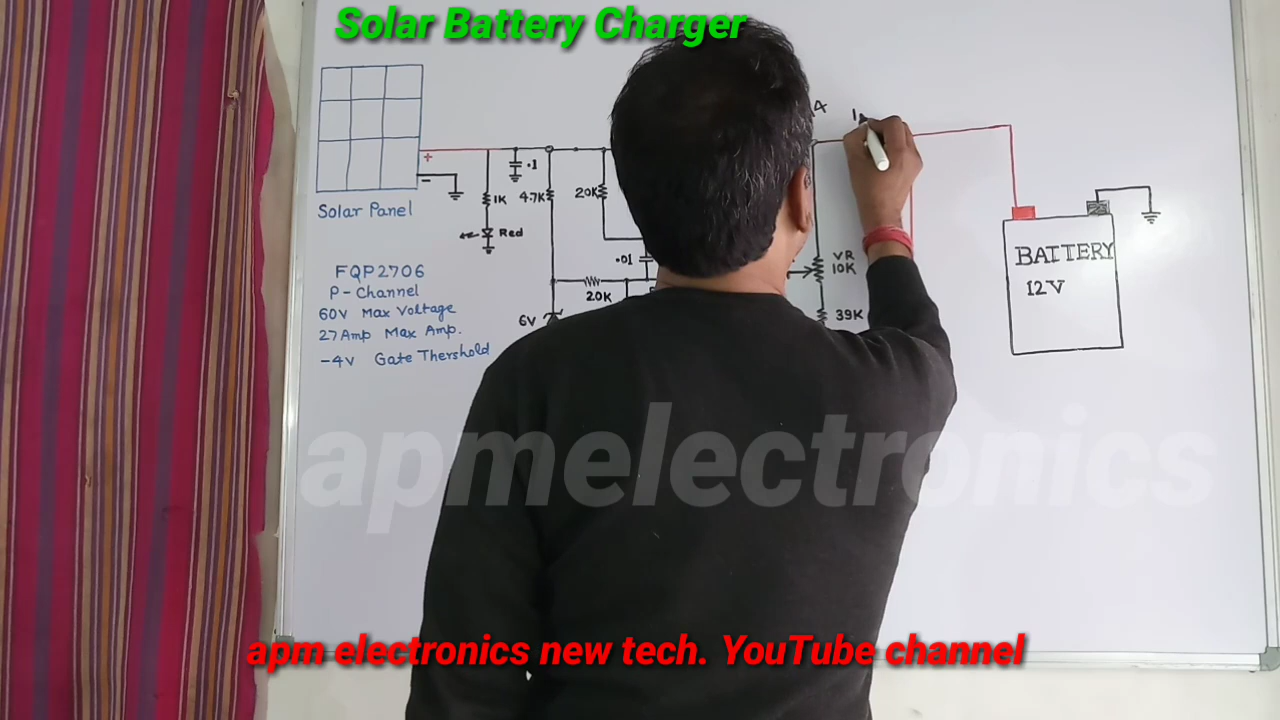 Solar Battery Charger
A
+
-
.1
1K
4.7K
20K
Solar Panel
Red
.01
VR
10K
20K
6V
39K
BATTERY
12V
FQP2706
P-Channel
60V Max Voltage
27Amp Max Amp.
-4V Gate Thershold
apmelectronics
apm electronics new tech. YouTube channel